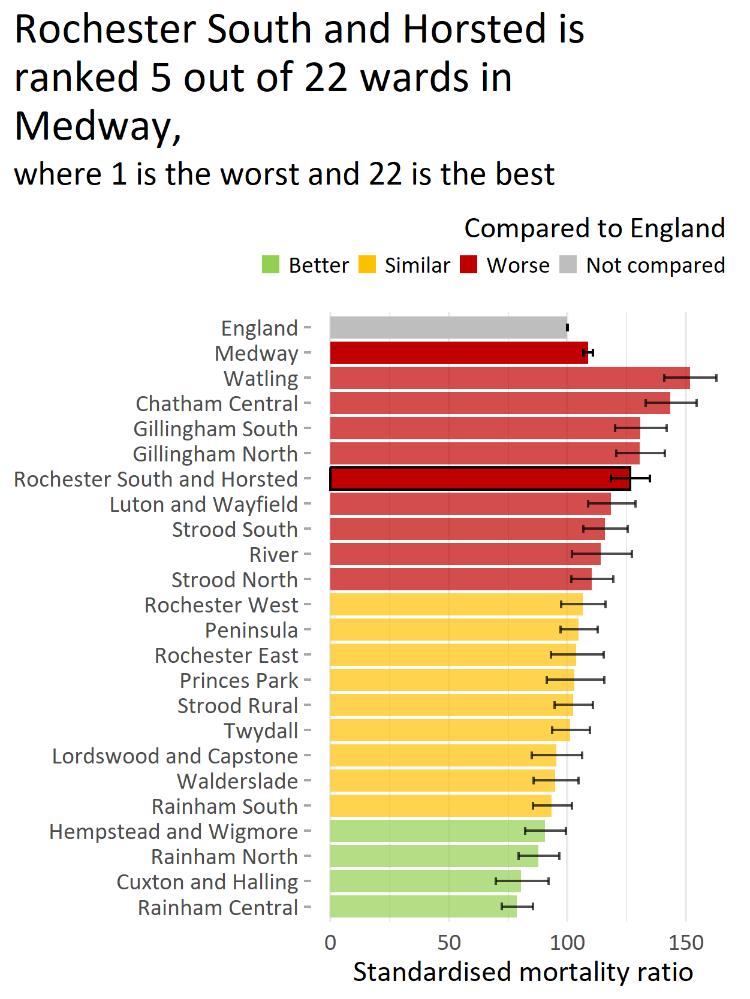 Rochester South and Horsted is
ranked 5 out of 22 wards in
Medway,
where 1 is the worst and 22 is the best
Compared to England
Better Similar Worse Not compared
England
Medway
Watling
Chatham Central
Gillingham South
Gillingham North
Rochester South and Horsted
Luton and Wayfield
Strood South
River
Strood North
Rochester West
Peninsula
Rochester East
Princes Park
Strood Rural
Twydall
Lordswood and Capstone
Walderslade
Rainham South
Hempstead and Wigmore
Rainham North
Cuxton and Halling
Rainham Central
0 50 100 150
Standardised mortality ratio